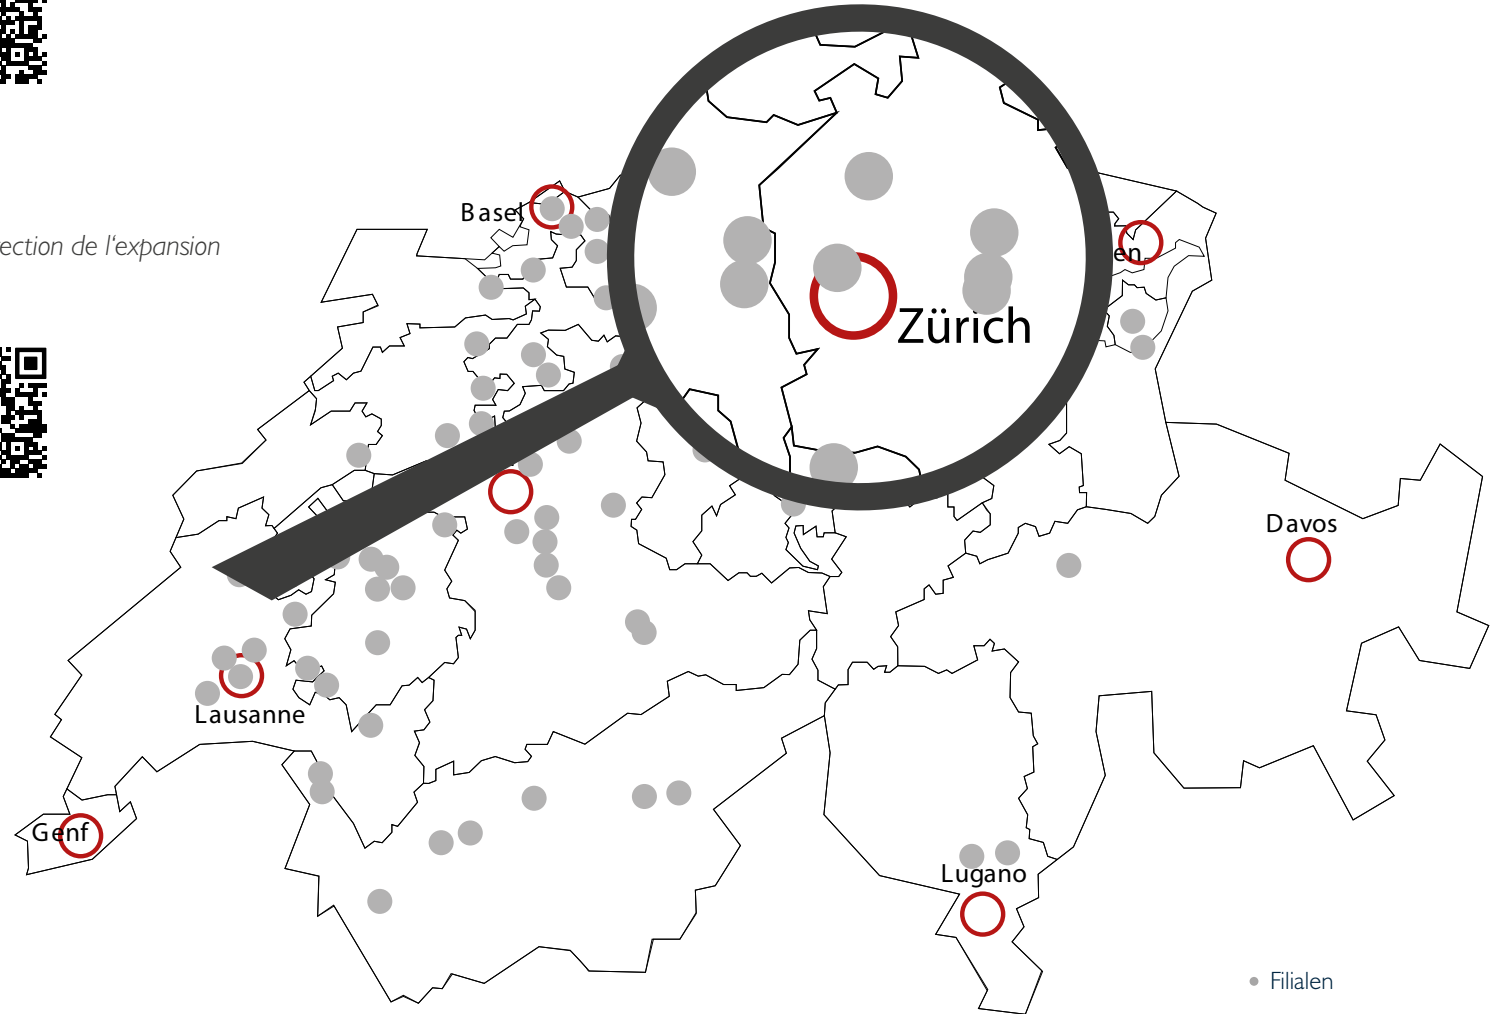 Basel
ection de l'expansion
en
Zürich
Davos
Lausanne
Genf
Lugano
Filialen